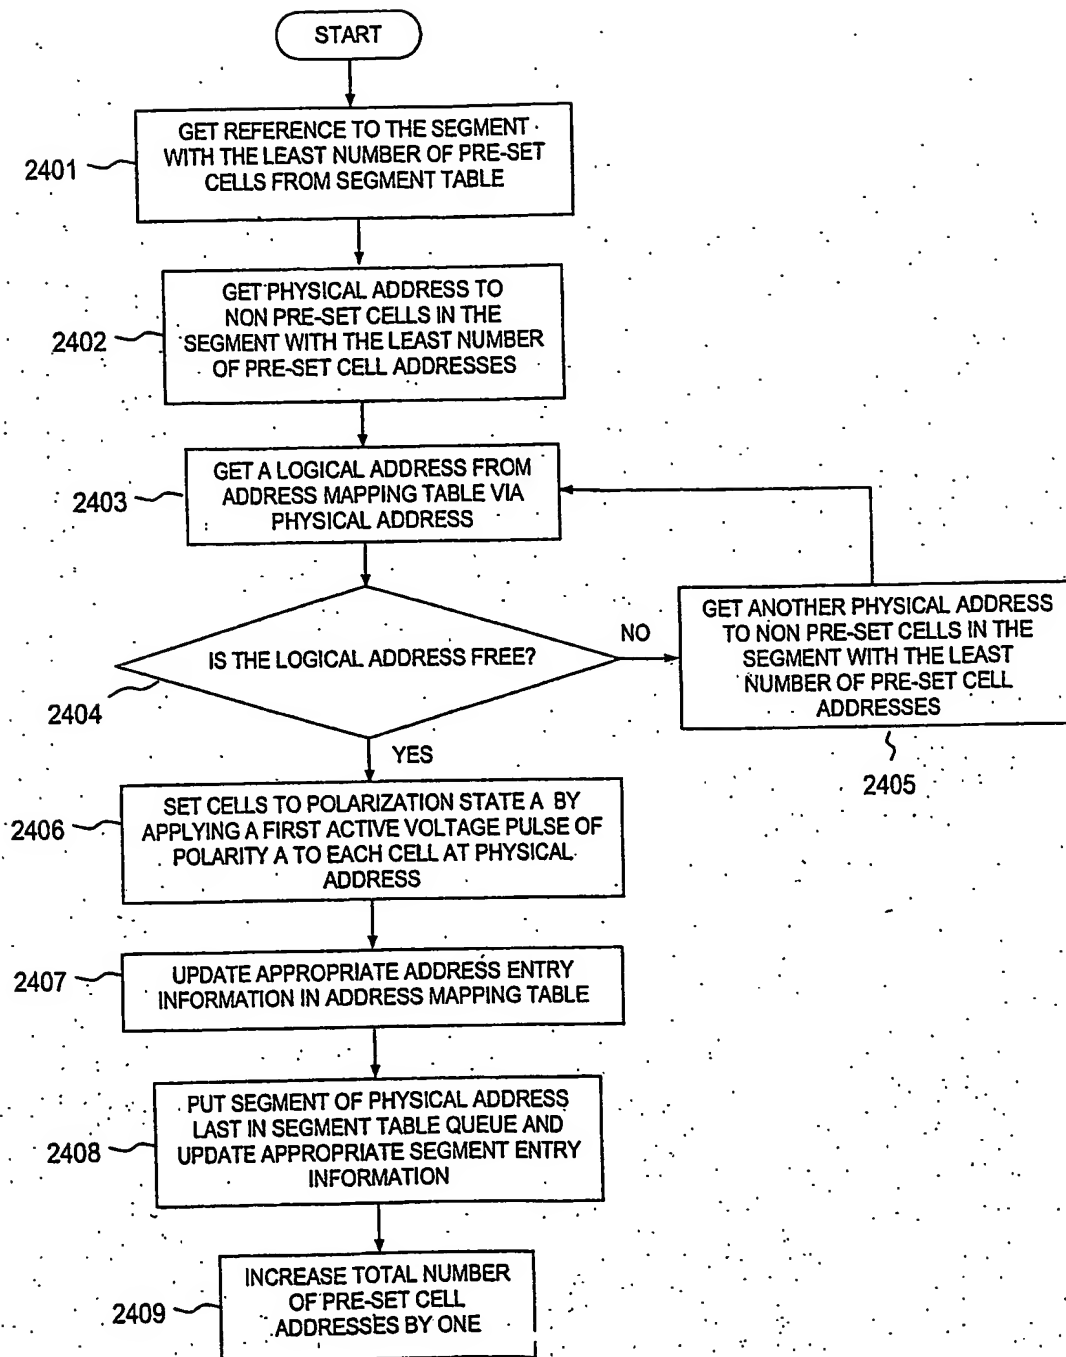 START
GET REFERENCE TO THE SEGMENT
WITH THE LEAST NUMBER OF PRE-SET
CELLS FROM SEGMENT TABLE
2401
GET PHYSICAL ADDRESS TO
NON PRE-SET CELLS IN THE
SEGMENT WITH THE LEAST NUMBER
OF PRE-SET CELL ADDRESSES
2402
GET A LOGICAL ADDRESS FROM
ADDRESS MAPPING TABLE VIA
PHYSICAL ADDRESS
2403
IS THE LOGICAL ADDRESS FREE?
2404
NO
GET ANOTHER PHYSICAL ADDRESS
TO NON PRE-SET CELLS IN THE
SEGMENT WITH THE LEAST
NUMBER OF PRE-SET CELL
ADDRESSES
2405
YES
SET CELLS TO POLARIZATION STATE A BY
APPLYING A FIRST ACTIVE VOLTAGE PULSE OF
POLARITY A TO EACH CELL AT PHYSICAL
ADDRESS
2406
UPDATE APPROPRIATE ADDRESS ENTRY
INFORMATION IN ADDRESS MAPPING TABLE
2407
PUT SEGMENT OF PHYSICAL ADDRESS
LAST IN SEGMENT TABLE QUEUE AND
UPDATE APPROPRIATE SEGMENT ENTRY
INFORMATION
2408
INCREASE TOTAL NUMBER
OF PRE-SET CELL
ADDRESSES BY ONE
2409